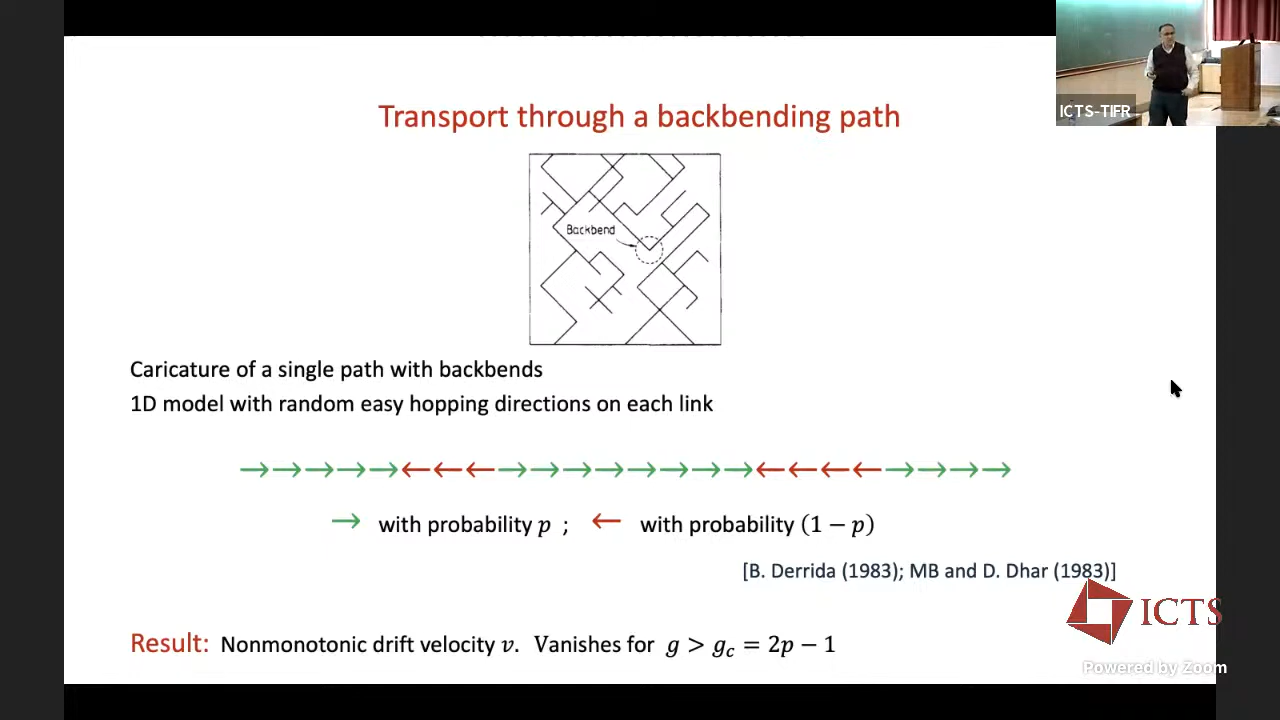 ICTS-TIFR
Transport through a backbending path
Backbend
Caricature of a single path with backbends
1D model with random easy hopping directions on each link
→→→→→←←←→→→→→→→→←←←←→→→→
→ with probability p ; ← with probability (1 − p)
[B. Derrida (1983); MB and D. Dhar (1983)]
ICTS
Result: Nonmonotonic drift velocity v. Vanishes for g > g_c = 2p − 1
Powered by Zoom